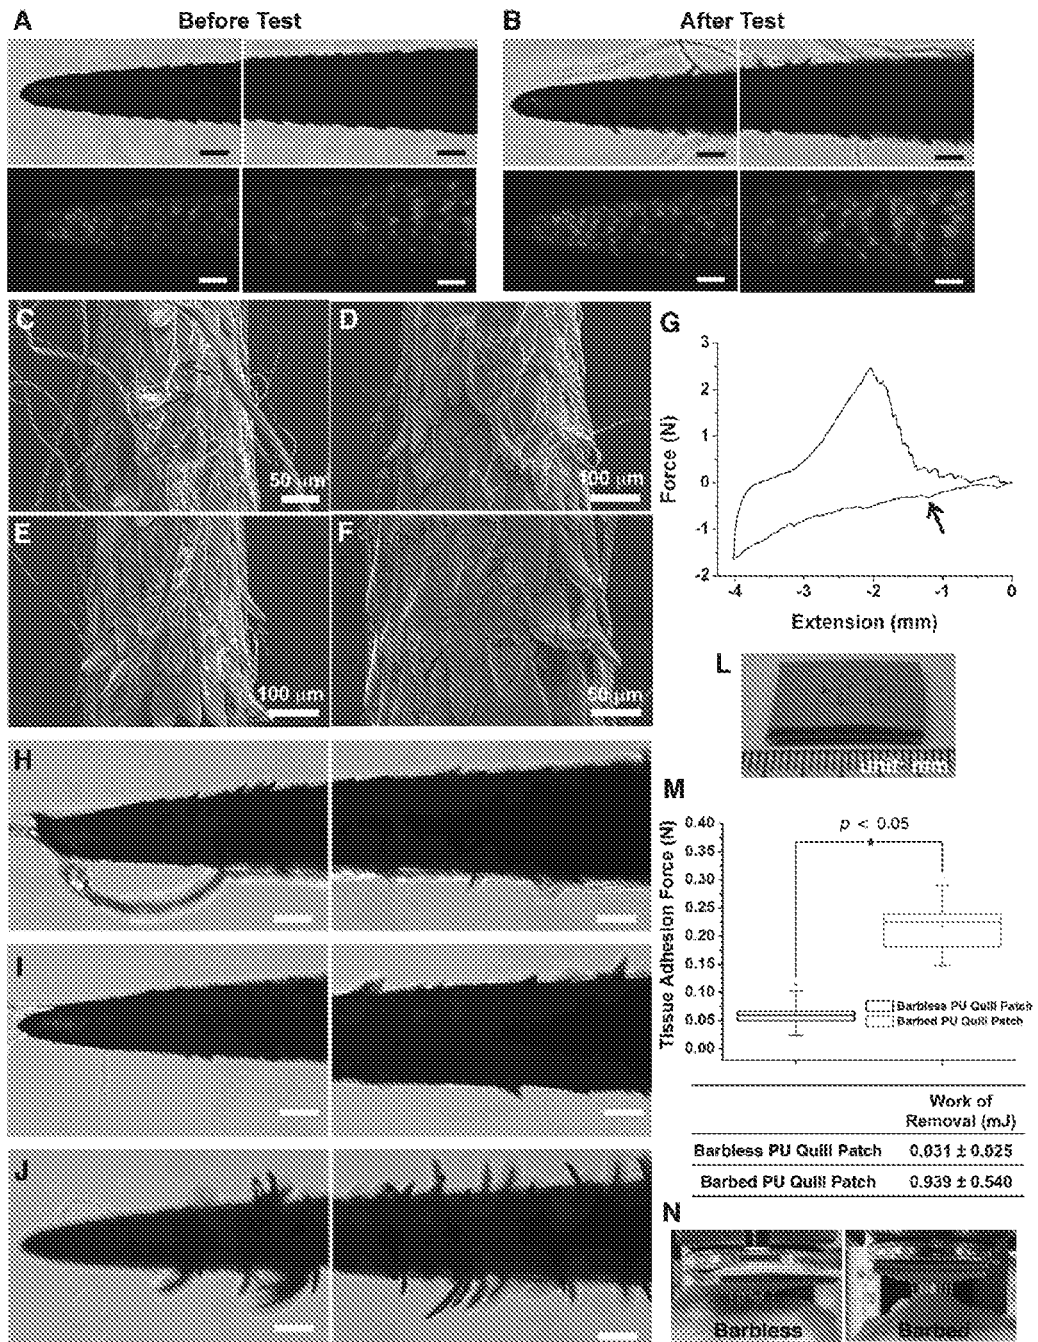 A Before Test
B After Test
C
50 μm
D
100 μm
E
100 μm
F
50 μm
G
Force (N)
3
2
1
0
-1
-2
-4
-3
-2
-1
0
Extension (mm)
H
I
J
L
unit: mm
M
Tissue Adhesion Force (N)
0.40
0.35
0.30
0.25
0.20
0.15
0.10
0.05
0.00
p < 0.05
Barbless PU Quill Patch
Barbed PU Quill Patch
Work of
Removal (mJ)
Barbless PU Quill Patch 0.031 ± 0.025
Barbed PU Quill Patch 0.939 ± 0.540
N
Barbless
Barbed